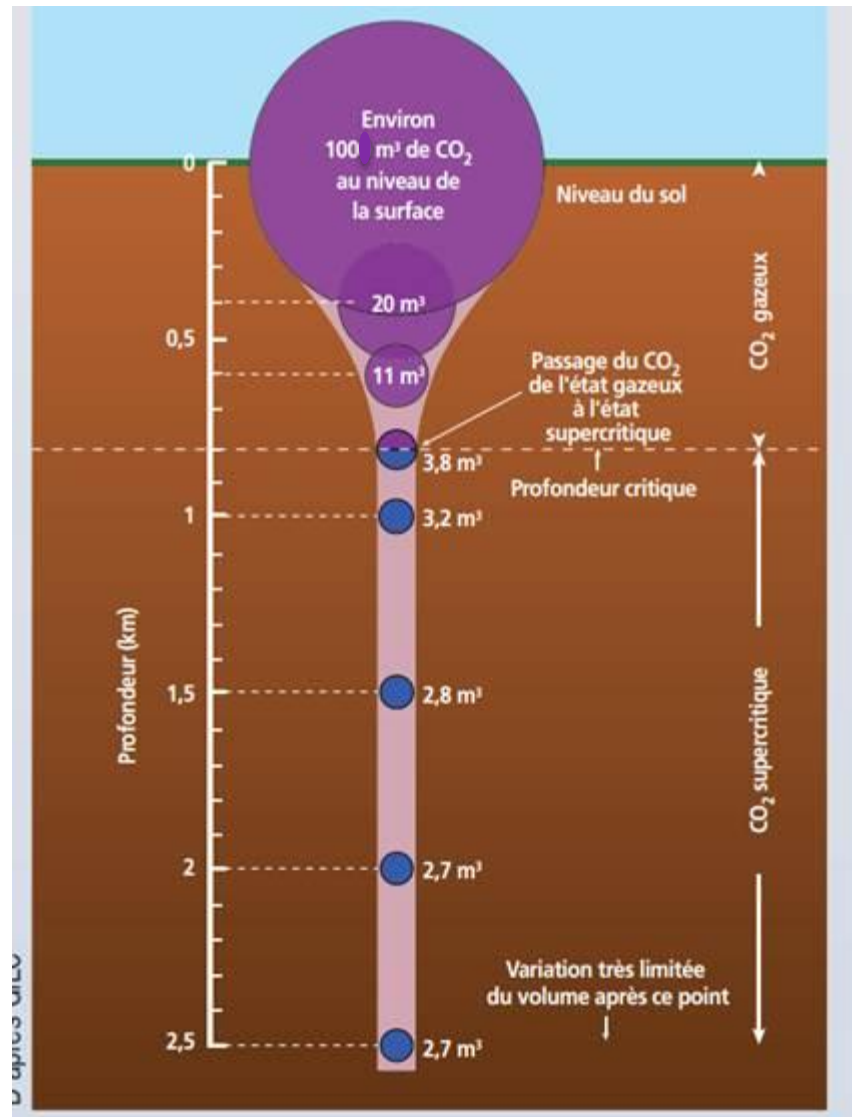 Environ
100 m³ de CO₂
au niveau de
la surface
0
Niveau du sol
20 m³
0,5
CO₂ gazeux
11 m³
Passage du CO₂
de l'état gazeux
à l'état
supercritique
3,8 m³
Profondeur critique
1
3,2 m³
Profondeur (km)
1,5
2,8 m³
CO₂ supercritique
2
2,7 m³
Variation très limitée
du volume après ce point
2,5
2,7 m³